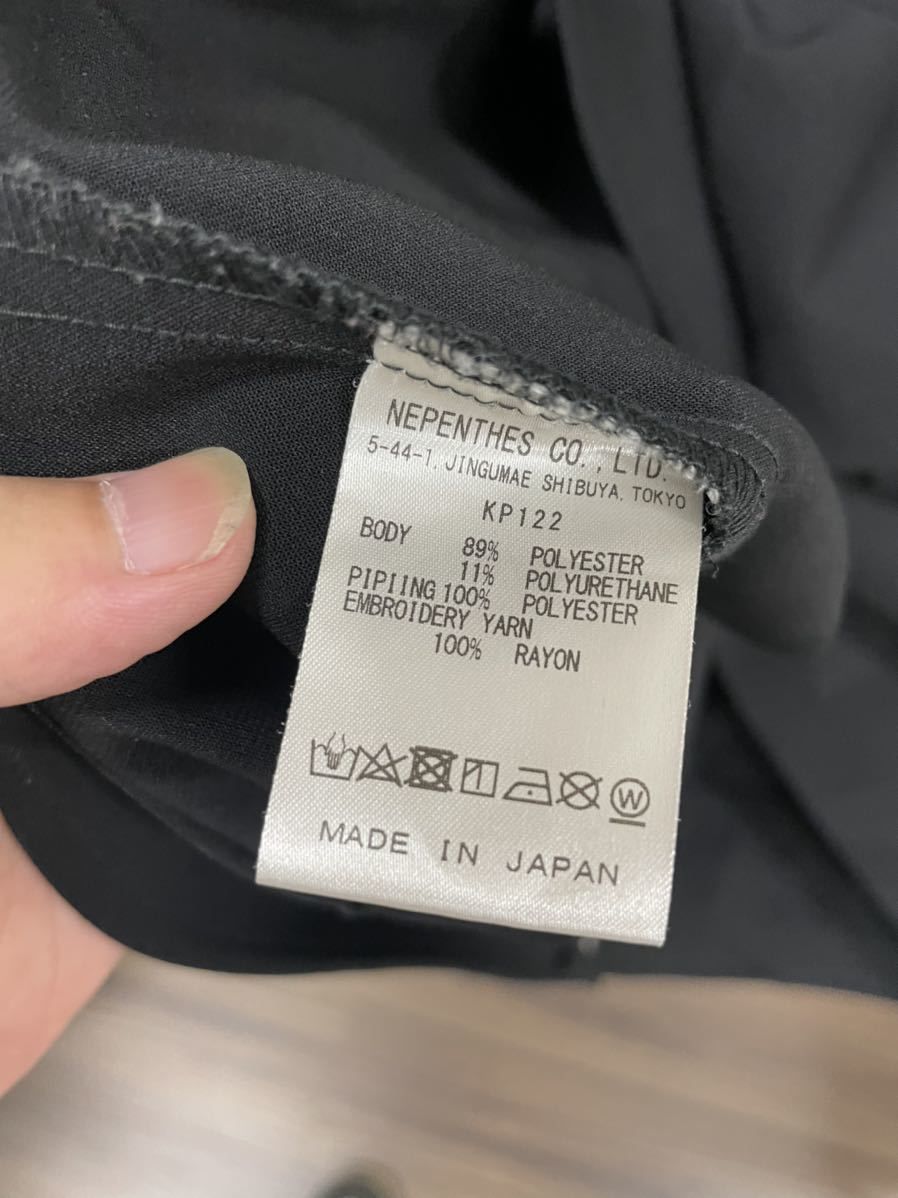 NEPENTHES CO.,LTD.
5-44-1, JINGUMAE SHIBUYA, TOKYO
KP122
BODY 89% POLYESTER
11% POLYURETHANE
PIPIING 100% POLYESTER
EMBROIDERY YARN
100% RAYON
W
MADE IN JAPAN